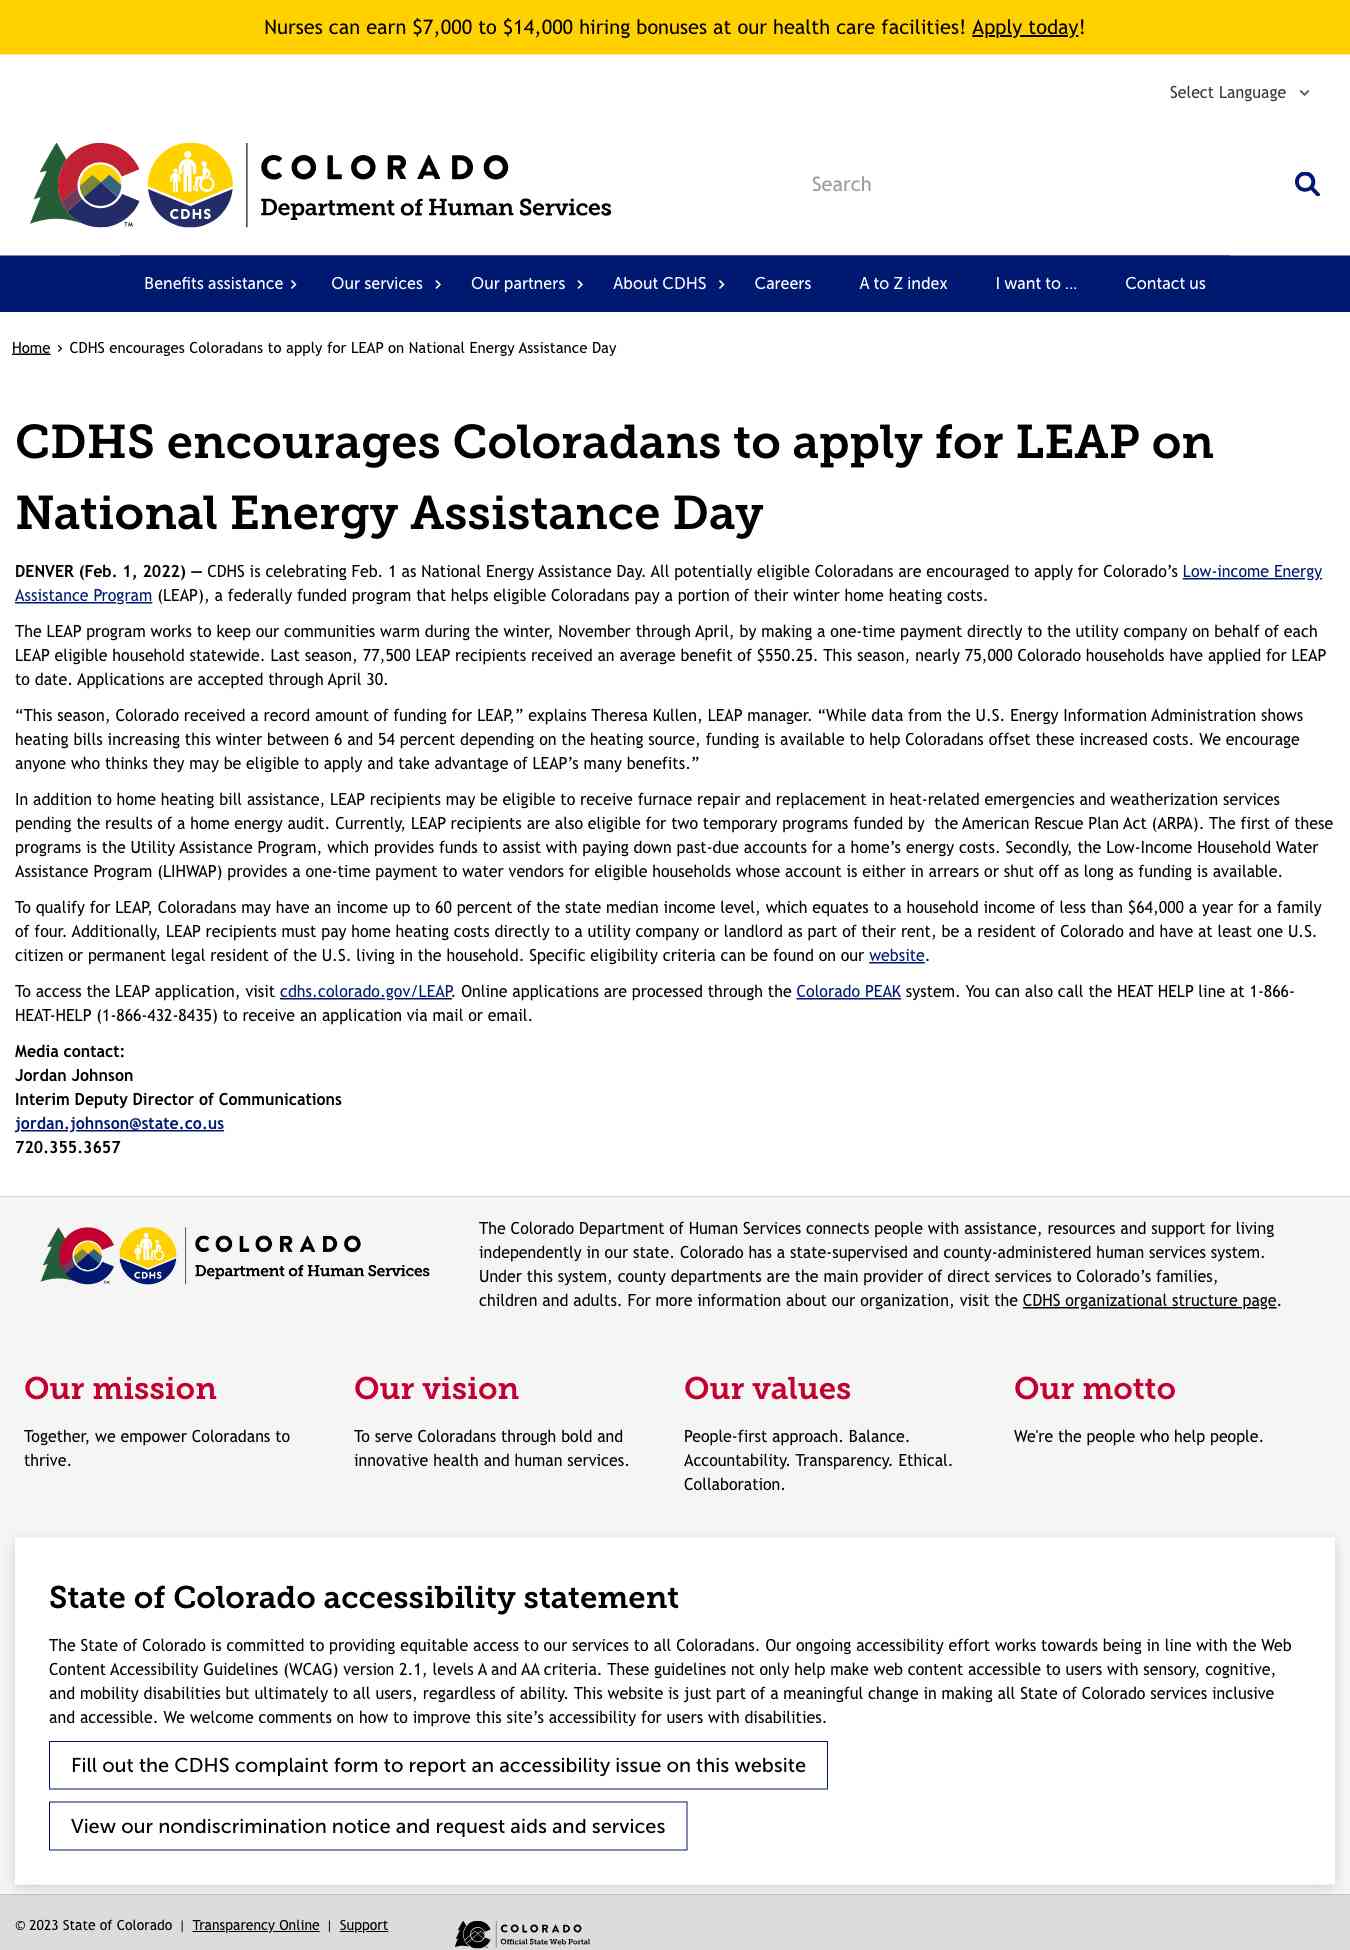 Nurses can earn $7,000 to $14,000 hiring bonuses at our health care facilities! Apply today!
Select Language
CDHS
TM
COLORADO
Department of Human Services
Search
Benefits assistance
Our services
Our partners
About CDHS
Careers
A to Z index
I want to ...
Contact us
Home › CDHS encourages Coloradans to apply for LEAP on National Energy Assistance Day
CDHS encourages Coloradans to apply for LEAP on
National Energy Assistance Day
DENVER (Feb. 1, 2022) — CDHS is celebrating Feb. 1 as National Energy Assistance Day. All potentially eligible Coloradans are encouraged to apply for Colorado’s Low-income Energy
Assistance Program (LEAP), a federally funded program that helps eligible Coloradans pay a portion of their winter home heating costs.
The LEAP program works to keep our communities warm during the winter, November through April, by making a one-time payment directly to the utility company on behalf of each
LEAP eligible household statewide. Last season, 77,500 LEAP recipients received an average benefit of $550.25. This season, nearly 75,000 Colorado households have applied for LEAP
to date. Applications are accepted through April 30.
“This season, Colorado received a record amount of funding for LEAP,” explains Theresa Kullen, LEAP manager. “While data from the U.S. Energy Information Administration shows
heating bills increasing this winter between 6 and 54 percent depending on the heating source, funding is available to help Coloradans offset these increased costs. We encourage
anyone who thinks they may be eligible to apply and take advantage of LEAP’s many benefits.”
In addition to home heating bill assistance, LEAP recipients may be eligible to receive furnace repair and replacement in heat-related emergencies and weatherization services
pending the results of a home energy audit. Currently, LEAP recipients are also eligible for two temporary programs funded by  the American Rescue Plan Act (ARPA). The first of these
programs is the Utility Assistance Program, which provides funds to assist with paying down past-due accounts for a home’s energy costs. Secondly, the Low-Income Household Water
Assistance Program (LIHWAP) provides a one-time payment to water vendors for eligible households whose account is either in arrears or shut off as long as funding is available.
To qualify for LEAP, Coloradans may have an income up to 60 percent of the state median income level, which equates to a household income of less than $64,000 a year for a family
of four. Additionally, LEAP recipients must pay home heating costs directly to a utility company or landlord as part of their rent, be a resident of Colorado and have at least one U.S.
citizen or permanent legal resident of the U.S. living in the household. Specific eligibility criteria can be found on our website.
To access the LEAP application, visit cdhs.colorado.gov/LEAP. Online applications are processed through the Colorado PEAK system. You can also call the HEAT HELP line at 1-866-
HEAT-HELP (1-866-432-8435) to receive an application via mail or email.
Media contact:
Jordan Johnson
Interim Deputy Director of Communications
jordan.johnson@state.co.us
720.355.3657
CDHS
TM
COLORADO
Department of Human Services
The Colorado Department of Human Services connects people with assistance, resources and support for living
independently in our state. Colorado has a state-supervised and county-administered human services system.
Under this system, county departments are the main provider of direct services to Colorado’s families,
children and adults. For more information about our organization, visit the CDHS organizational structure page.
Our mission
Together, we empower Coloradans to
thrive.
Our vision
To serve Coloradans through bold and
innovative health and human services.
Our values
People-first approach. Balance.
Accountability. Transparency. Ethical.
Collaboration.
Our motto
We're the people who help people.
State of Colorado accessibility statement
The State of Colorado is committed to providing equitable access to our services to all Coloradans. Our ongoing accessibility effort works towards being in line with the Web
Content Accessibility Guidelines (WCAG) version 2.1, levels A and AA criteria. These guidelines not only help make web content accessible to users with sensory, cognitive,
and mobility disabilities but ultimately to all users, regardless of ability. This website is just part of a meaningful change in making all State of Colorado services inclusive
and accessible. We welcome comments on how to improve this site’s accessibility for users with disabilities.
Fill out the CDHS complaint form to report an accessibility issue on this website
View our nondiscrimination notice and request aids and services
© 2023 State of Colorado | Transparency Online | Support
COLORADO
Official State Web Portal